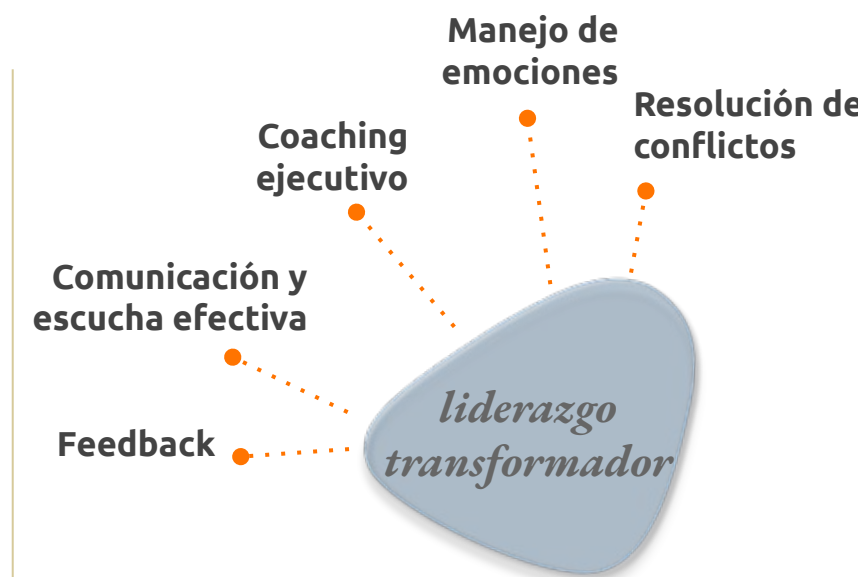 Manejo de
emociones
Resolución de
conflictos
Coaching
ejecutivo
Comunicación y
escucha efectiva
Feedback
liderazgo
transformador